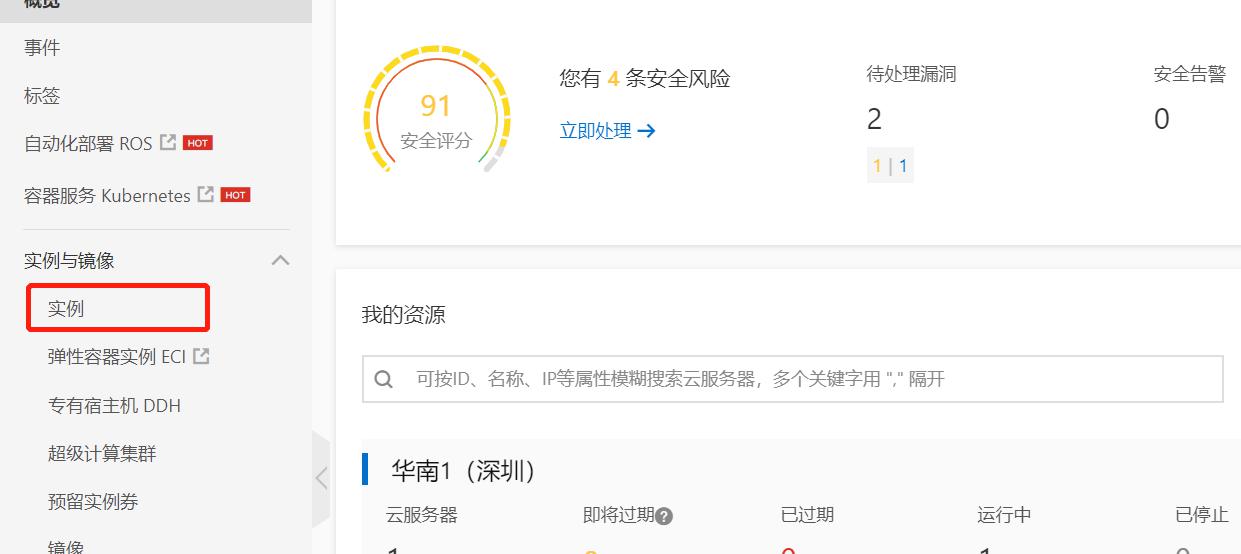 概览
事件
标签
自动化部署 ROS HOT
容器服务 Kubernetes HOT
实例与镜像
实例
弹性容器实例 ECI
专有宿主机 DDH
超级计算集群
预留实例券
镜像
91
安全评分
您有 4 条安全风险
立即处理
待处理漏洞
2
1 | 1
安全告警
0
我的资源
可按ID、名称、IP等属性模糊搜索云服务器，多个关键字用 "," 隔开
华南1（深圳）
云服务器 即将过期 ? 已过期 运行中 已停止